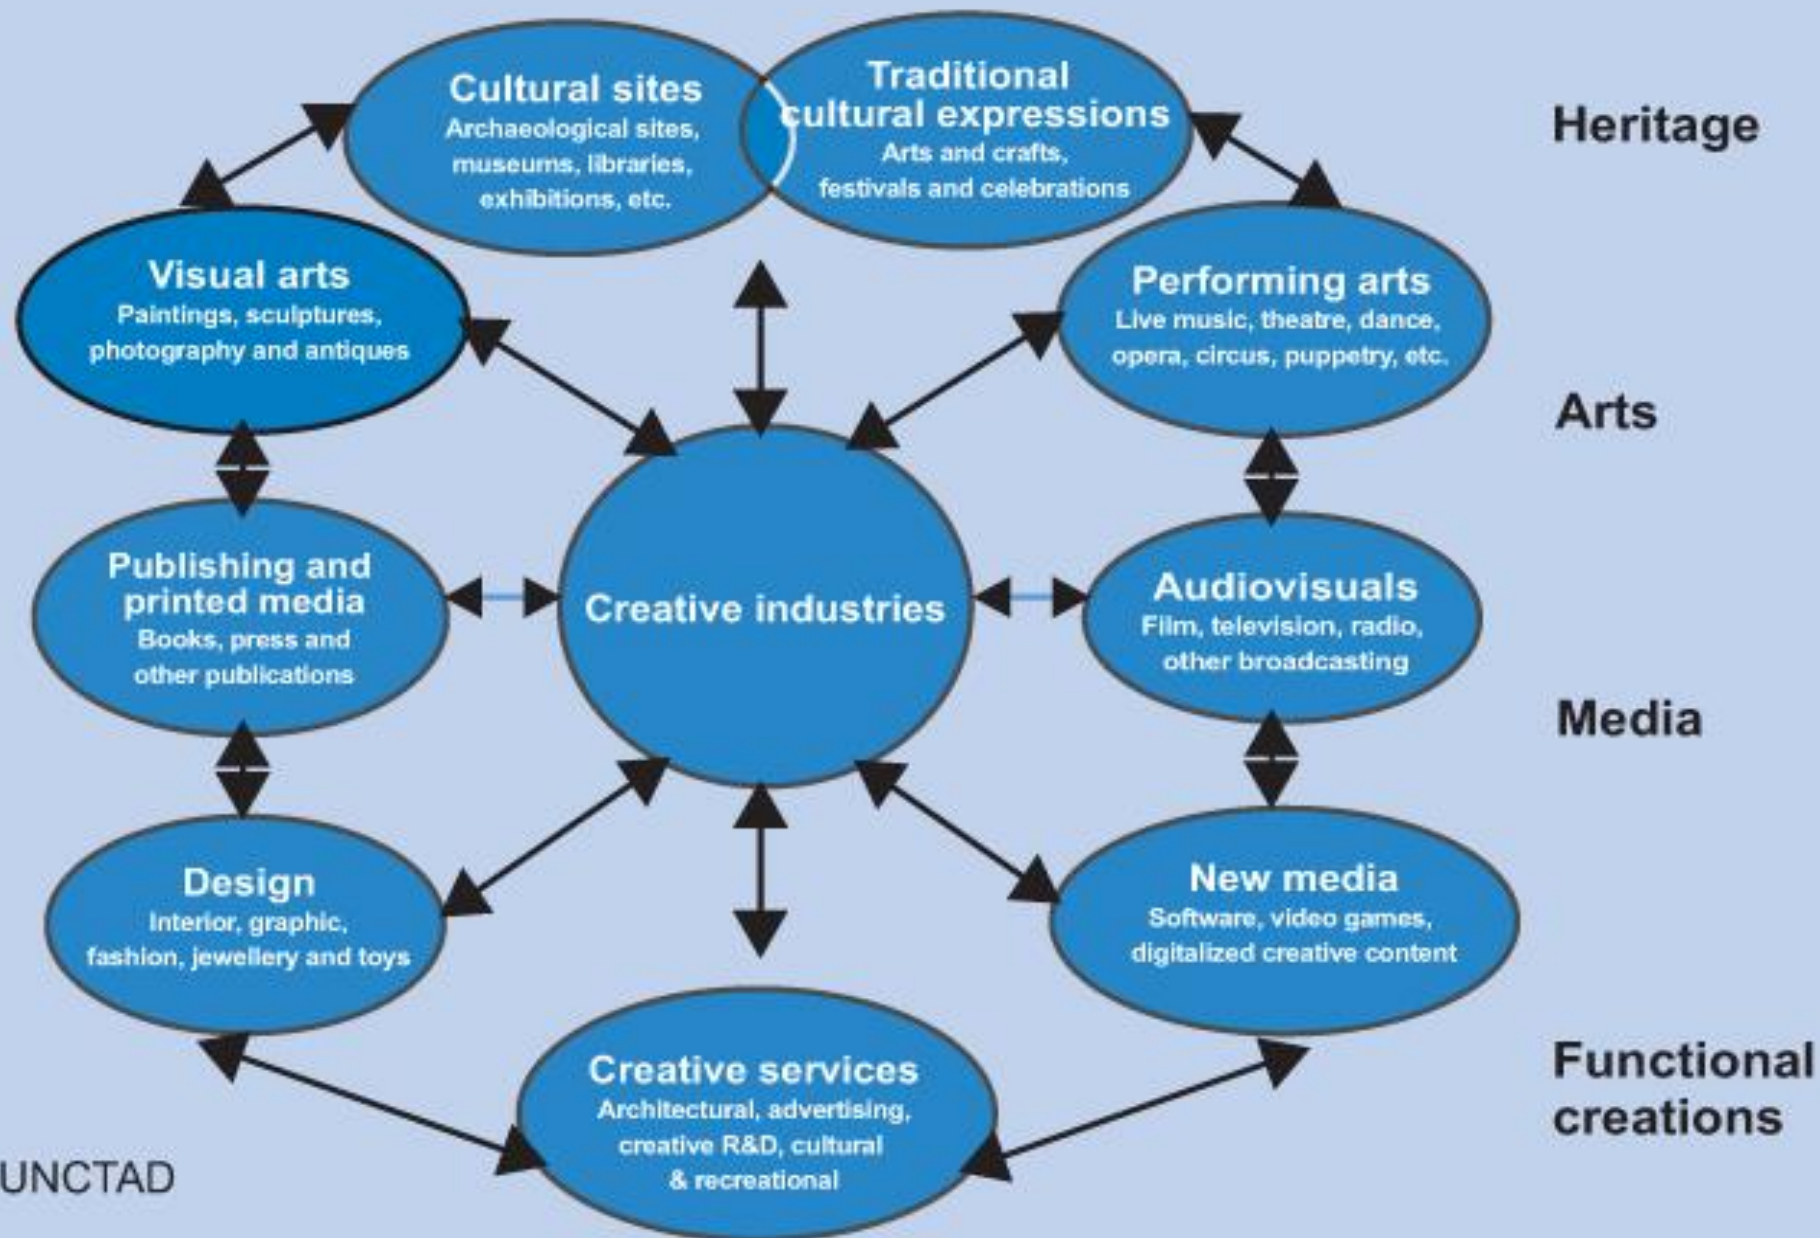 Cultural sites
Archaeological sites,
museums, libraries,
exhibitions, etc.
Traditional
cultural expressions
Arts and crafts,
festivals and celebrations
Heritage
Visual arts
Paintings, sculptures,
photography and antiques
Performing arts
Live music, theatre, dance,
opera, circus, puppetry, etc.
Arts
Publishing and
printed media
Books, press and
other publications
Creative industries
Audiovisuals
Film, television, radio,
other broadcasting
Media
Design
Interior, graphic,
fashion, jewellery and toys
New media
Software, video games,
digitalized creative content
Creative services
Architectural, advertising,
creative R&D, cultural
& recreational
Functional
creations
UNCTAD